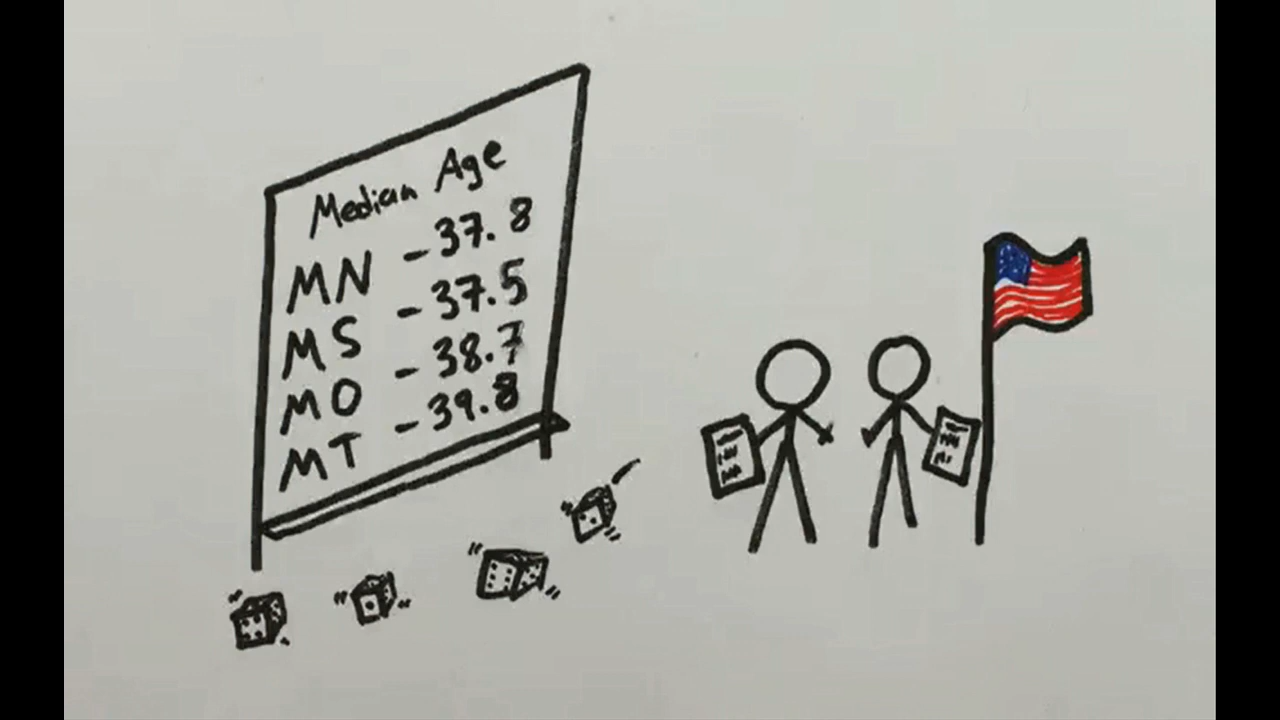 Median Age
MN - 37.8
MS - 37.5
MO - 38.7
MT - 39.8